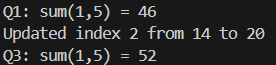 Q1: sum(1,5) = 46
Updated index 2 from 14 to 20
Q3: sum(1,5) = 52